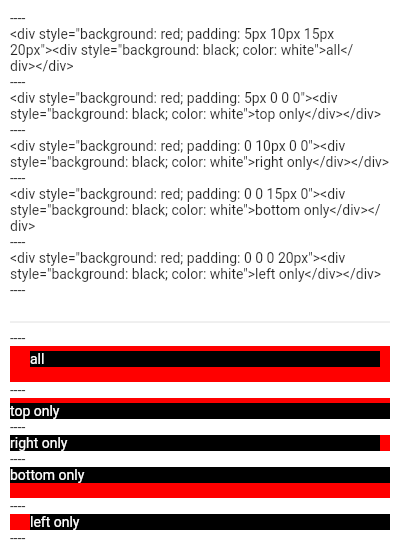 ----
<div style="background: red; padding: 5px 10px 15px
20px"><div style="background: black; color: white">all</
div></div>
----
<div style="background: red; padding: 5px 0 0 0"><div
style="background: black; color: white">top only</div></div>
----
<div style="background: red; padding: 0 10px 0 0"><div
style="background: black; color: white">right only</div></div>
----
<div style="background: red; padding: 0 0 15px 0"><div
style="background: black; color: white">bottom only</div></
div>
----
<div style="background: red; padding: 0 0 0 20px"><div
style="background: black; color: white">left only</div></div>
----
----
all
----
top only
----
right only
----
bottom only
----
left only
----